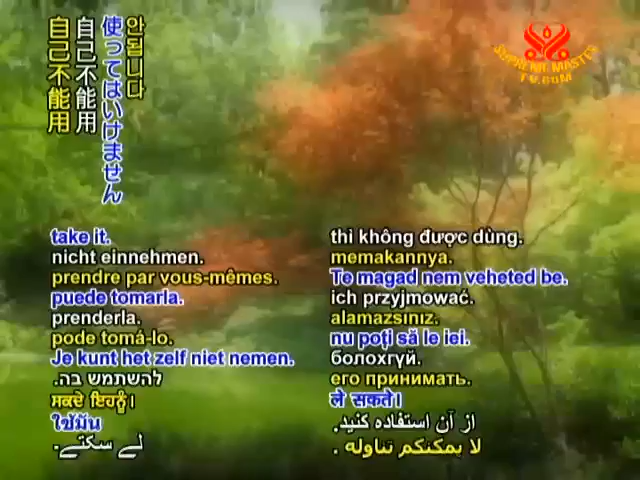 안됩니다
使ってはいけません
自己不能用
自己不能用
SUPREME MASTER
TV.COM
take it.
nicht einnehmen.
prendre par vous-mêmes.
puede tomarla.
prenderla.
pode tomá-lo.
Je kunt het zelf niet nemen.
להשתמש בה.
ਸਕਦੇ ਇਹਨੂੰ।
ใช้มัน
لے سکتے۔
thì không được dùng.
memakannya.
Te magad nem veheted be.
ich przyjmować.
alamazsınız.
nu poţi să le iei.
болохгүй.
его принимать.
ले सकते।
از آن استفاده کنید.
لا يمكنكم تناوله .